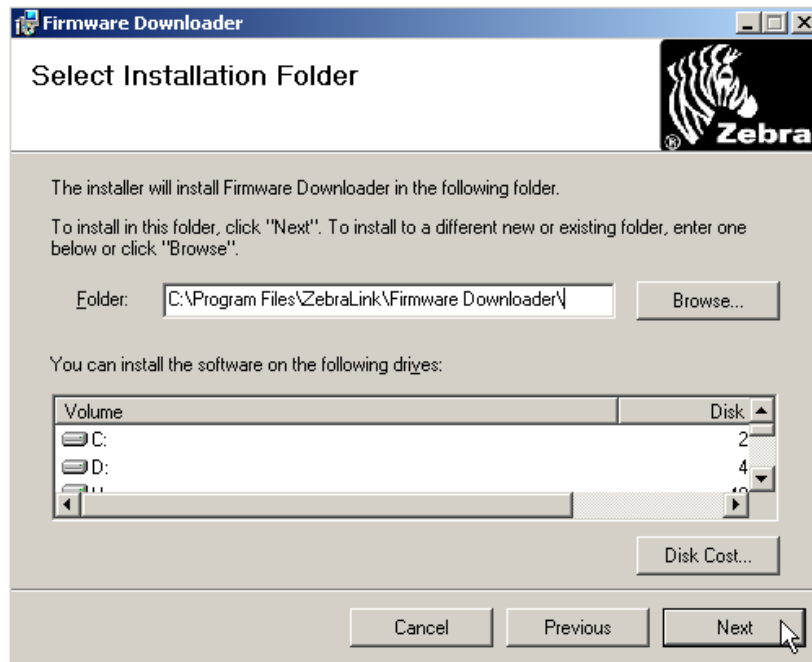 Firmware Downloader
Select Installation Folder
® Zebra
The installer will install Firmware Downloader in the following folder.
To install in this folder, click "Next". To install to a different new or existing folder, enter one
below or click "Browse".
Folder: C:\Program Files\ZebraLink\Firmware Downloader\ Browse...
You can install the software on the following drives:
Volume Disk
C: 2
D: 4
Disk Cost...
Cancel Previous Next